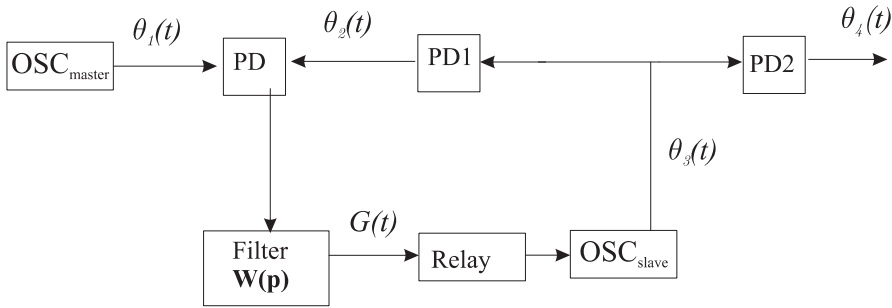 θ₁(t)
θ₂(t)
θ₄(t)
OSCmaster
PD
PD1
PD2
θ₃(t)
G(t)
Filter
W(p)
Relay
OSCslave